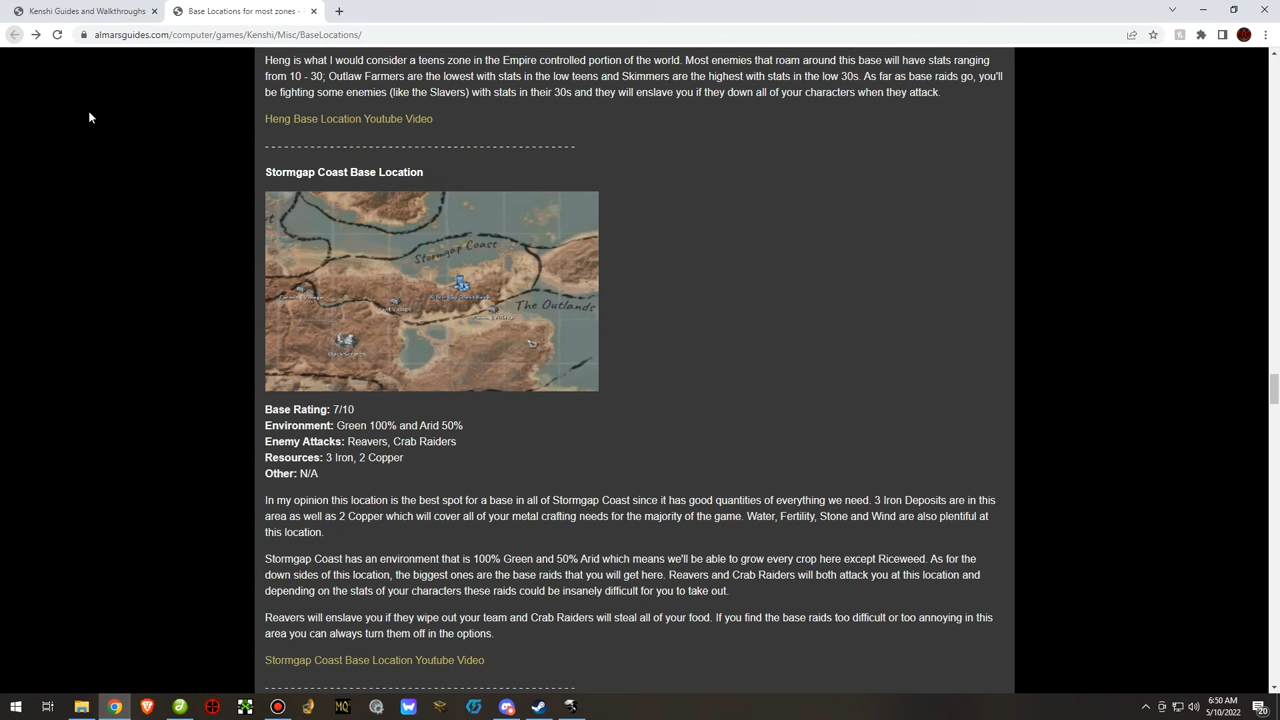 Kenshi Guides and Walkthroughs
Base Locations for most zones -
almarsguides.com/computer/games/Kenshi/Misc/BaseLocations/
Heng is what I would consider a teens zone in the Empire controlled portion of the world. Most enemies that roam around this base will have stats ranging
from 10 - 30; Outlaw Farmers are the lowest with stats in the low teens and Skimmers are the highest with stats in the low 30s. As far as base raids go, you'll
be fighting some enemies (like the Slavers) with stats in their 30s and they will enslave you if they down all of your characters when they attack.
Heng Base Location Youtube Video
- - - - - - - - - - - - - - - - - - - - - - - - - - - - - - - - - - - - - - - - - - - - - - - -
Stormgap Coast Base Location
Stormgap Coast
The Outlands
Black Scratch
Base Rating: 7/10
Environment: Green 100% and Arid 50%
Enemy Attacks: Reavers, Crab Raiders
Resources: 3 Iron, 2 Copper
Other: N/A
In my opinion this location is the best spot for a base in all of Stormgap Coast since it has good quantities of everything we need. 3 Iron Deposits are in this
area as well as 2 Copper which will cover all of your metal crafting needs for the majority of the game. Water, Fertility, Stone and Wind are also plentiful at
this location.
Stormgap Coast has an environment that is 100% Green and 50% Arid which means we'll be able to grow every crop here except Riceweed. As for the
down sides of this location, the biggest ones are the base raids that you will get here. Reavers and Crab Raiders will both attack you at this location and
depending on the stats of your characters these raids could be insanely difficult for you to take out.
Reavers will enslave you if they wipe out your team and Crab Raiders will steal all of your food. If you find the base raids too difficult or too annoying in this
area you can always turn them off in the options.
Stormgap Coast Base Location Youtube Video
- - - - - - - - - - - - - - - - - - - - - - - - - - - - - - - - - - - - - - - - - - - - - - - -
MQ
6:50 AM
5/10/2022
20